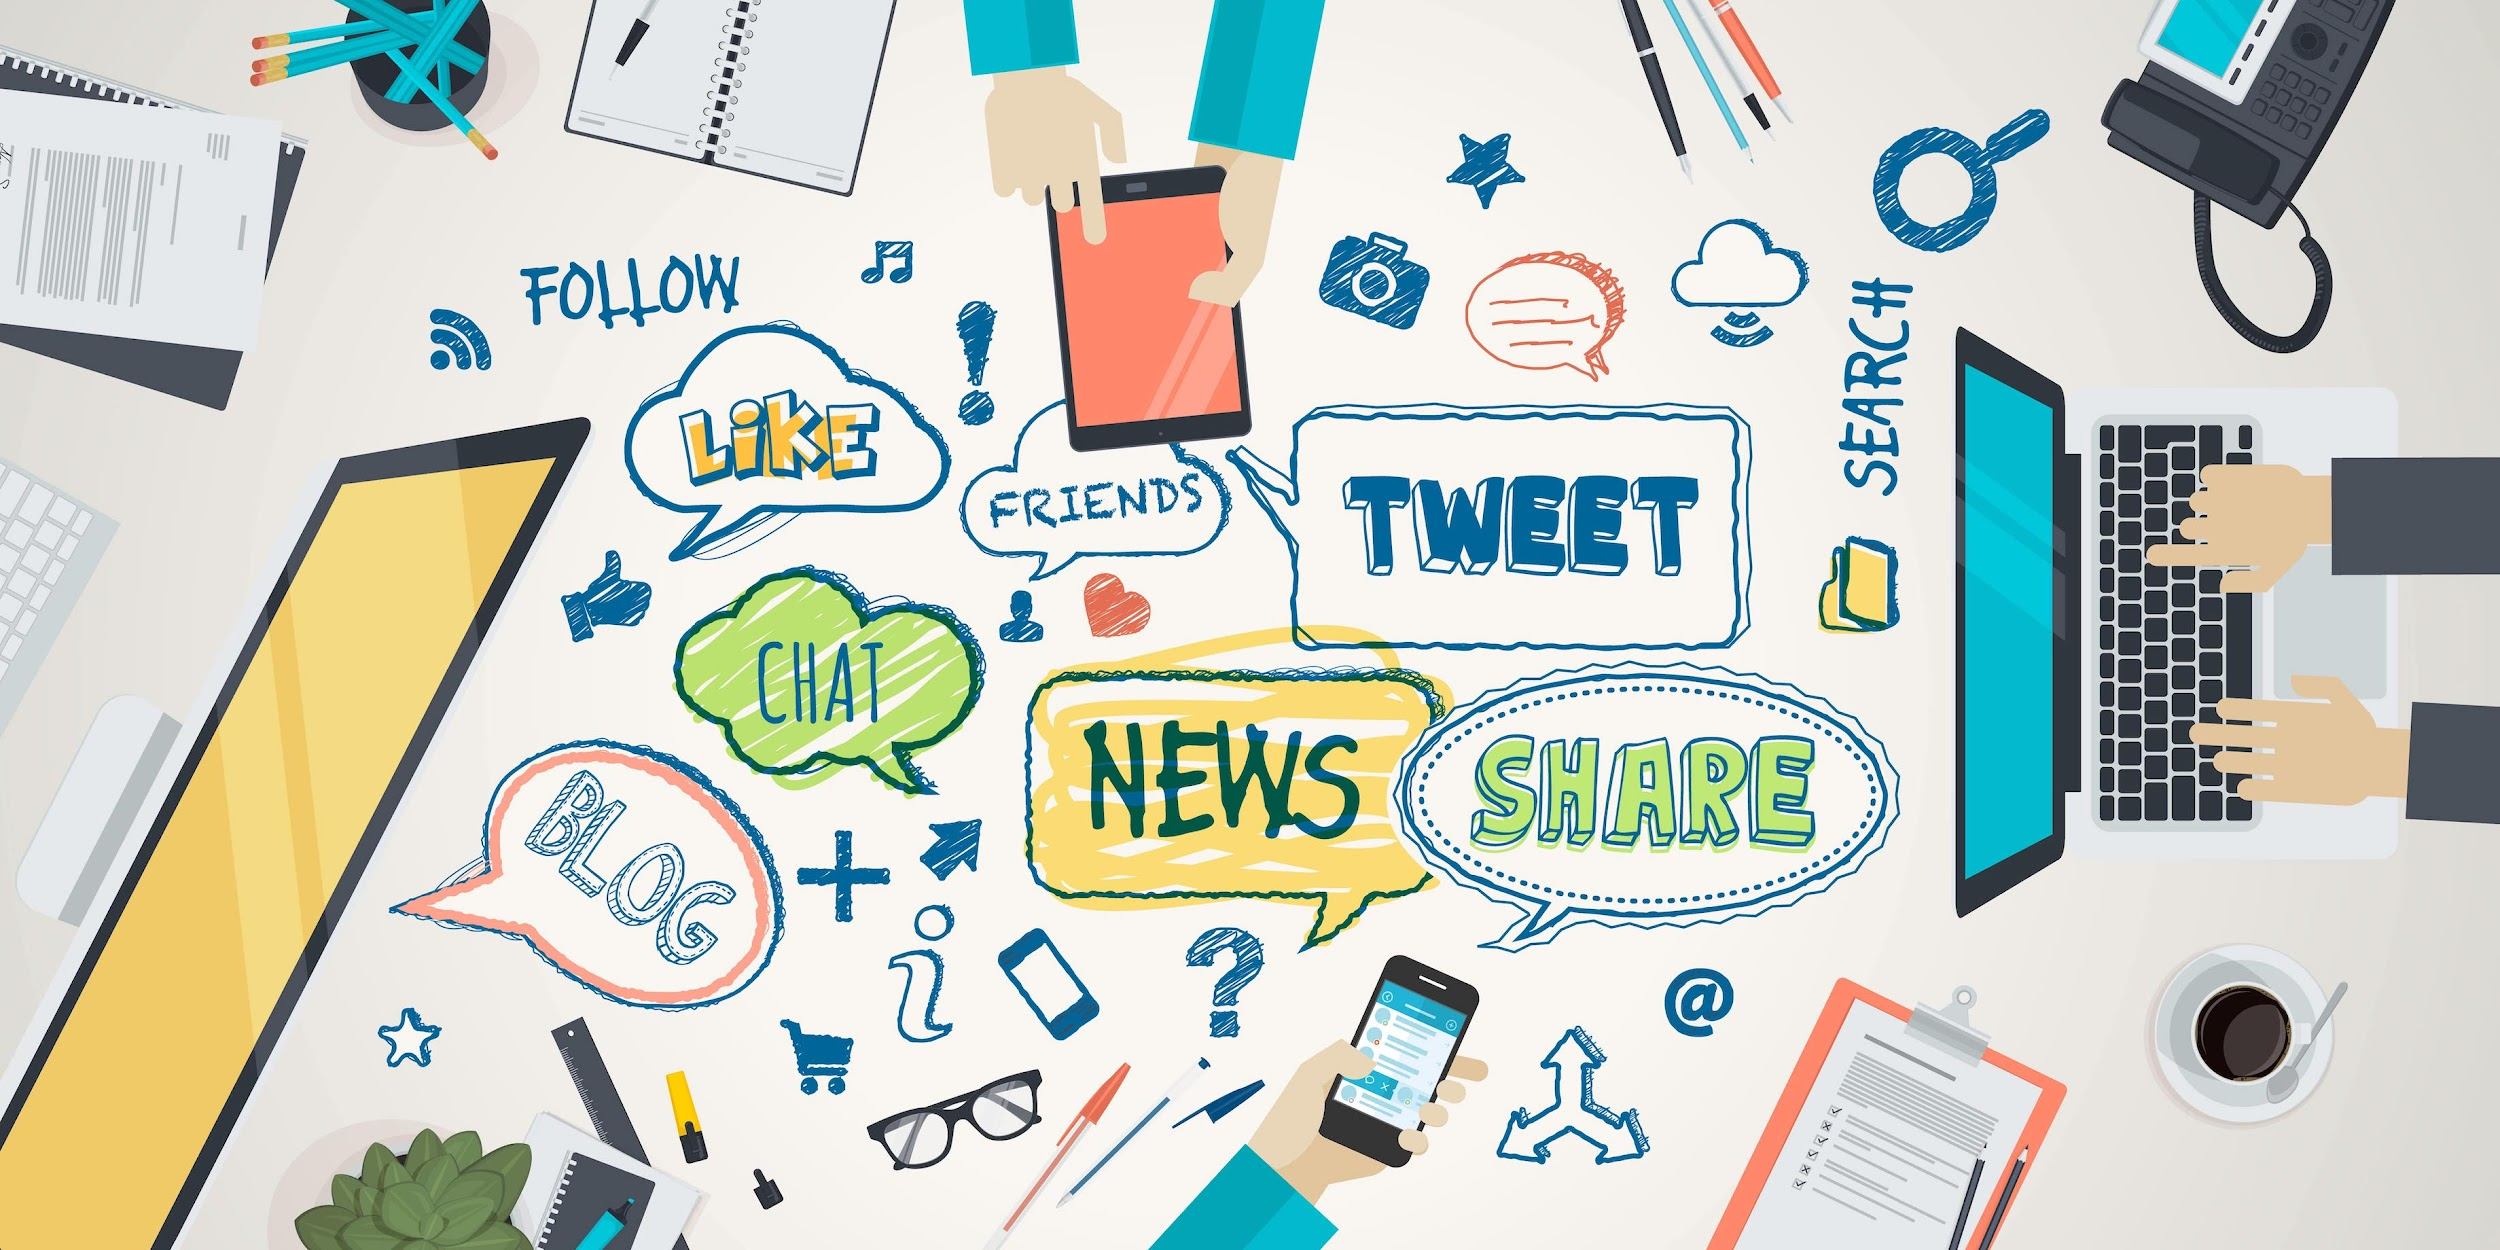 FOLLOW
LiKE
FRIENDS
TWEET
SEARCH
CHAT
NEWS
SHARE
BLOG
i
@